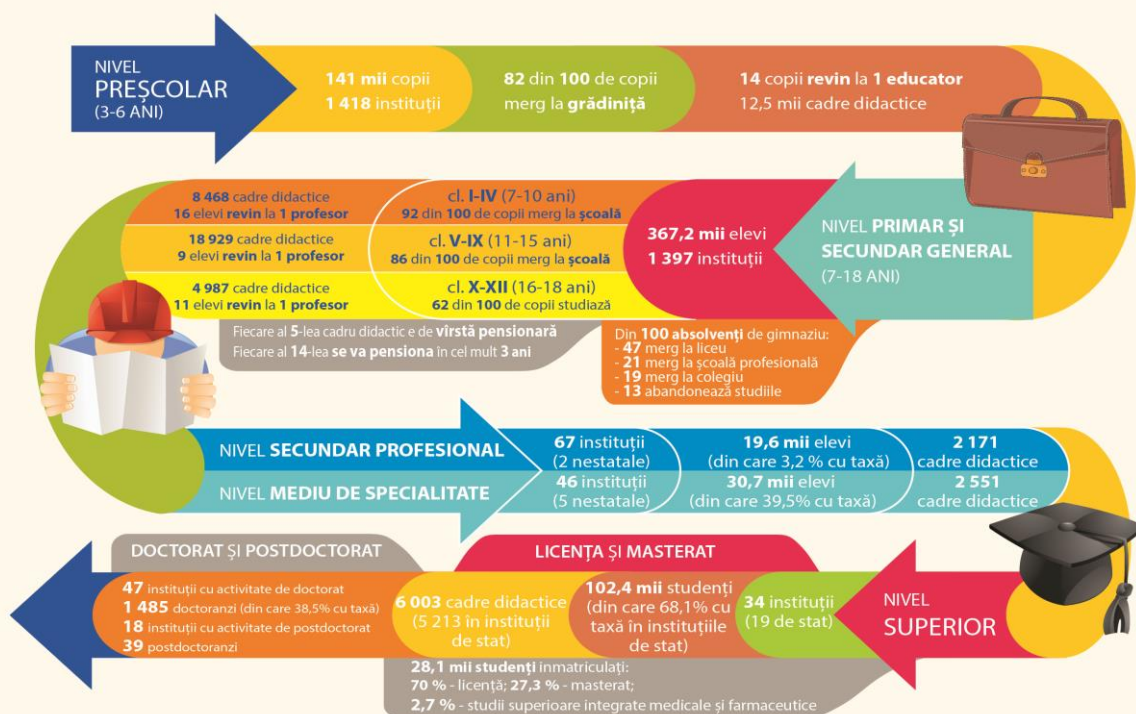 NIVEL
PREȘCOLAR
(3-6 ANI)
141 mii copii
1 418 instituții
82 din 100 de copii
merg la grădiniță
14 copii revin la 1 educator
12,5 mii cadre didactice
NIVEL PRIMAR ȘI
SECUNDAR GENERAL
(7-18 ANI)
367,2 mii elevi
1 397 instituții
cl. I-IV (7-10 ani)
92 din 100 de copii merg la școală
8 468 cadre didactice
16 elevi revin la 1 profesor
cl. V-IX (11-15 ani)
86 din 100 de copii merg la școală
18 929 cadre didactice
9 elevi revin la 1 profesor
cl. X-XII (16-18 ani)
62 din 100 de copii studiază
4 987 cadre didactice
11 elevi revin la 1 profesor
Fiecare al 5-lea cadru didactic e de vîrstă pensionară
Fiecare al 14-lea se va pensiona în cel mult 3 ani
Din 100 absolvenți de gimnaziu:
- 47 merg la liceu
- 21 merg la școală profesională
- 19 merg la colegiu
- 13 abandonează studiile
NIVEL SECUNDAR PROFESIONAL
67 instituții
(2 nestatale)
19,6 mii elevi
(din care 3,2 % cu taxă)
2 171
cadre didactice
NIVEL MEDIU DE SPECIALITATE
46 instituții
(5 nestatale)
30,7 mii elevi
(din care 39,5% cu taxă)
2 551
cadre didactice
NIVEL
SUPERIOR
LICENȚA ȘI MASTERAT
34 instituții
(19 de stat)
102,4 mii studenți
(din care 68,1% cu
taxă în instituțiile
de stat)
6 003 cadre didactice
(5 213 în instituții
de stat)
28,1 mii studenți inmatriculați:
70 % - licență; 27,3 % - masterat;
2,7 % - studii superioare integrate medicale și farmaceutice
DOCTORAT ȘI POSTDOCTORAT
47 instituții cu activitate de doctorat
1 485 doctoranzi (din care 38,5% cu taxă)
18 instituții cu activitate de postdoctorat
39 postdoctoranzi